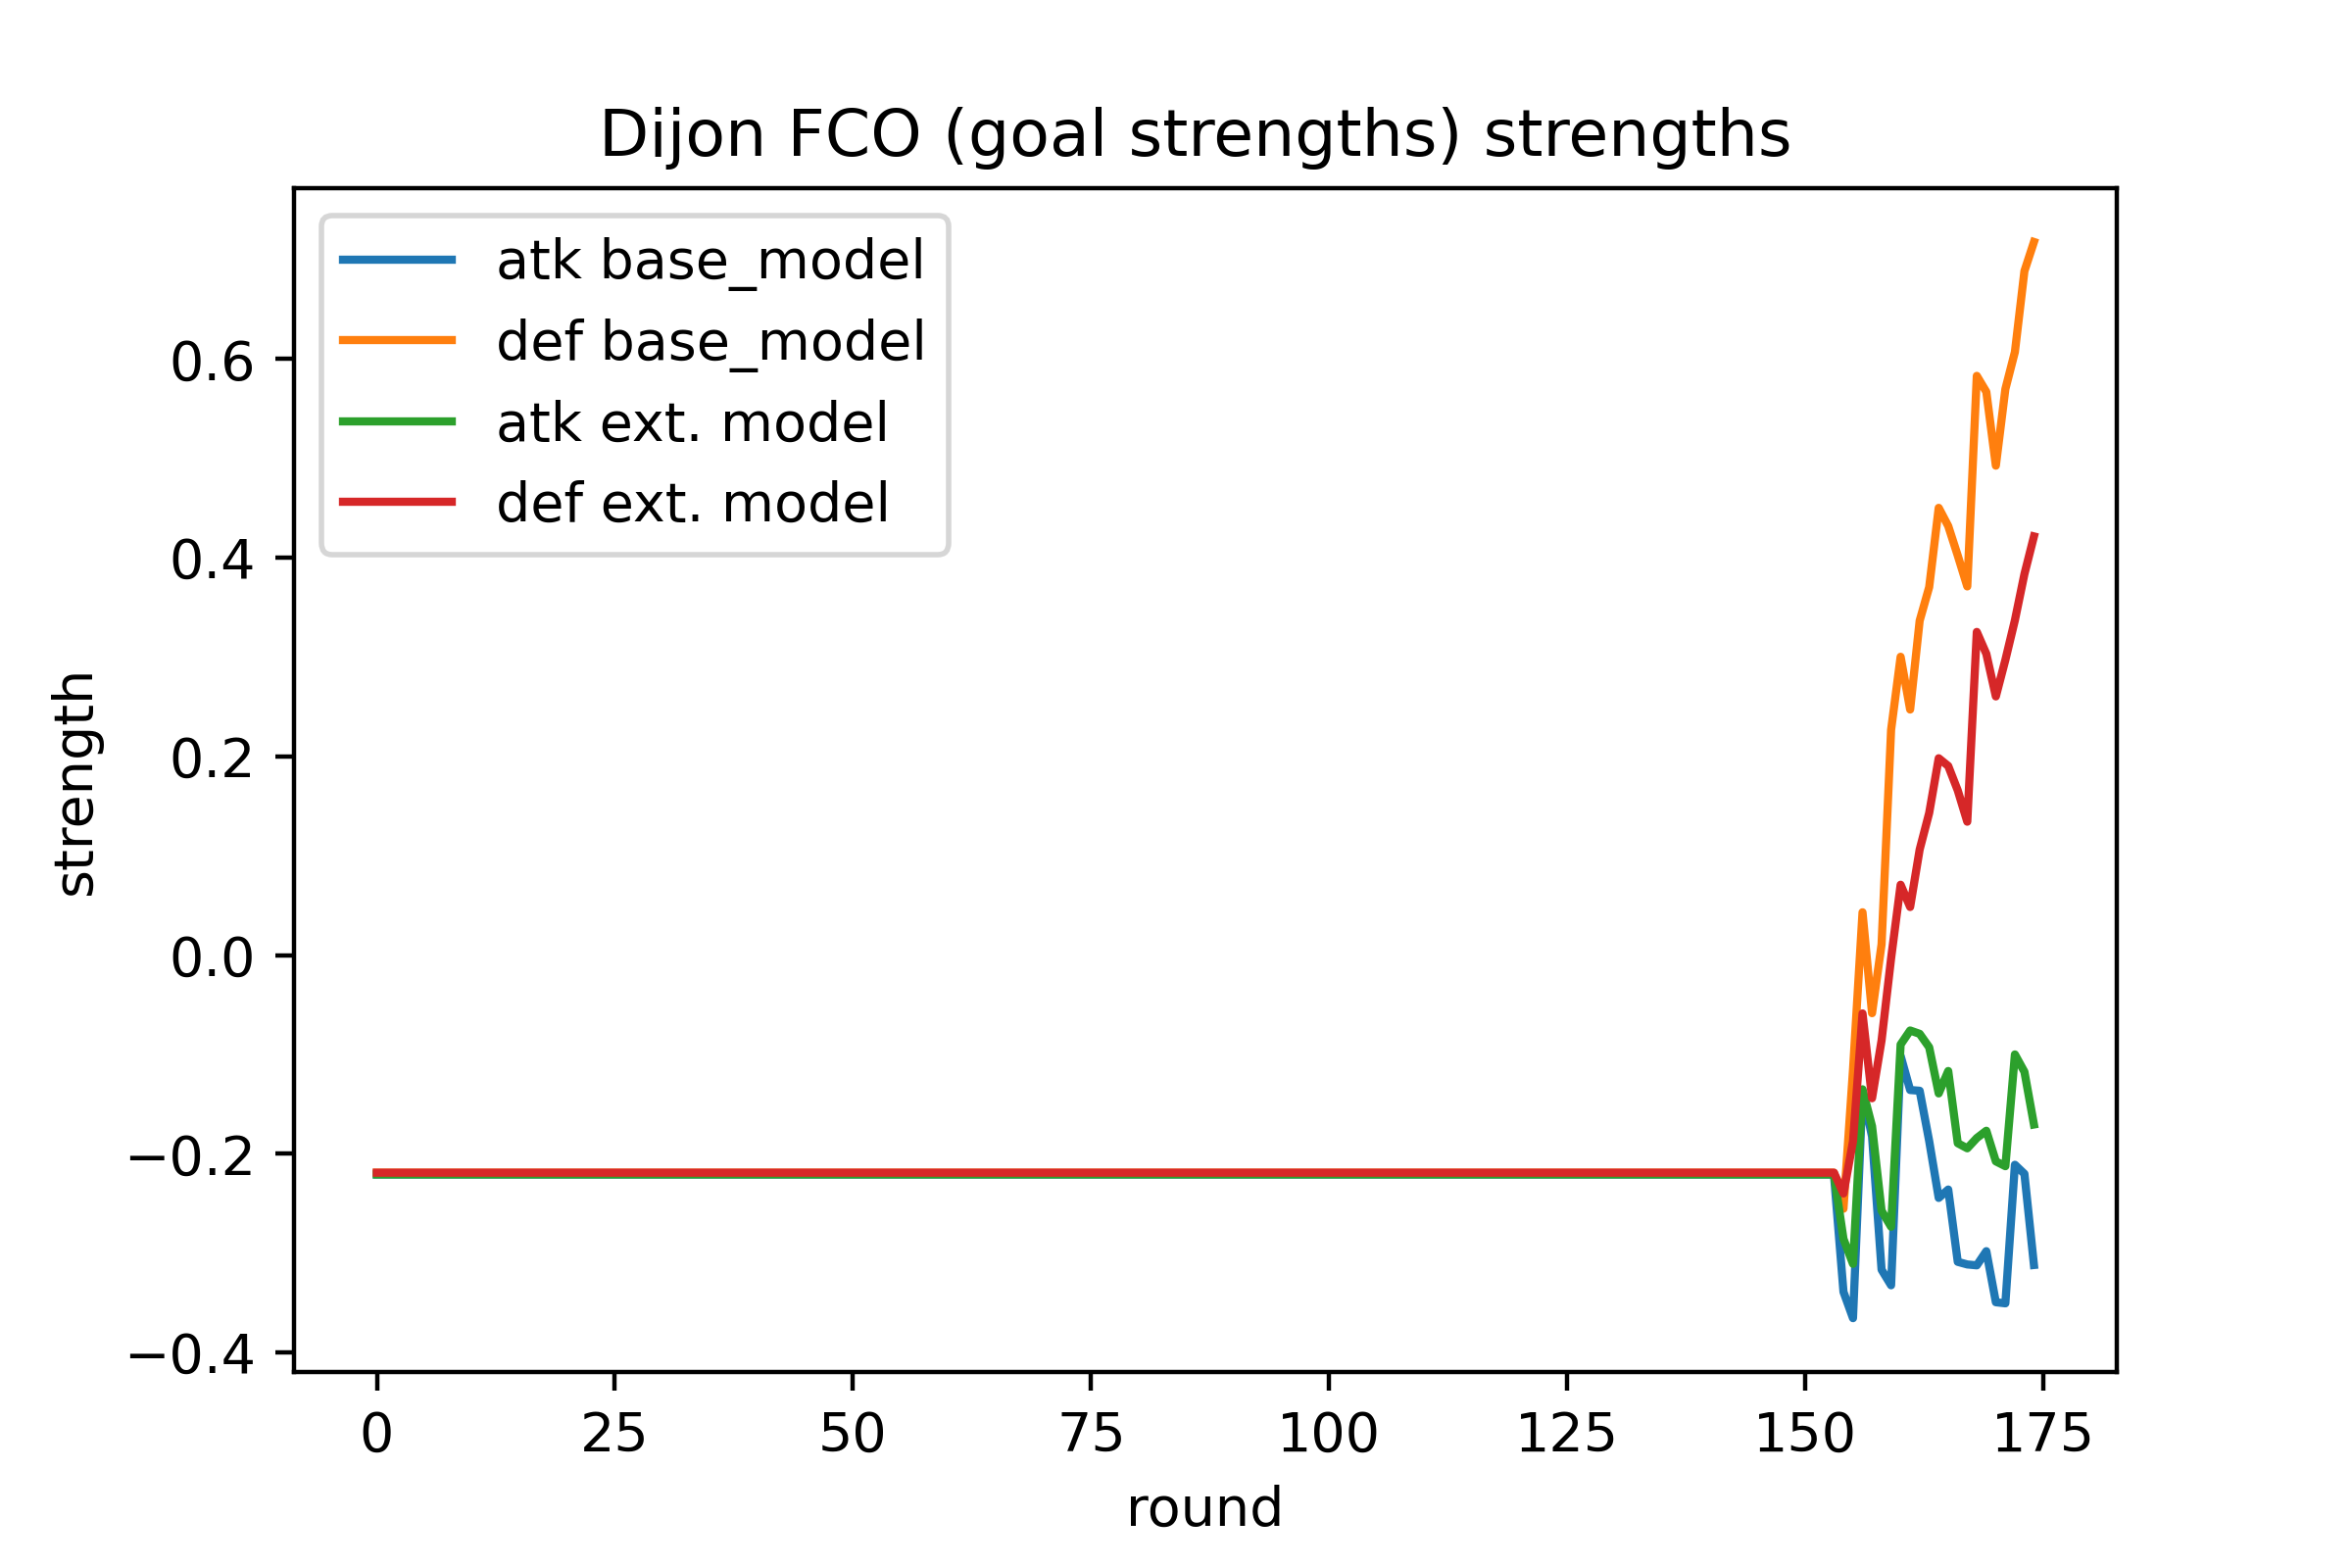 Dijon FCO (goal strengths) strengths
atk base_model
def base_model
atk ext. model
def ext. model
strength
0.6
0.4
0.2
0.0
−0.2
−0.4
0 25 50 75 100 125 150 175
round